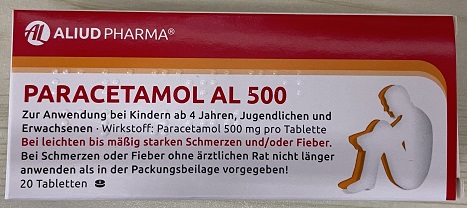 AL ALIUD PHARMA®
PARACETAMOL AL 500
Zur Anwendung bei Kindern ab 4 Jahren, Jugendlichen und
Erwachsenen · Wirkstoff: Paracetamol 500 mg pro Tablette
Bei leichten bis mäßig starken Schmerzen und/oder Fieber.
Bei Schmerzen oder Fieber ohne ärztlichen Rat nicht länger
anwenden als in der Packungsbeilage vorgegeben!
20 Tabletten